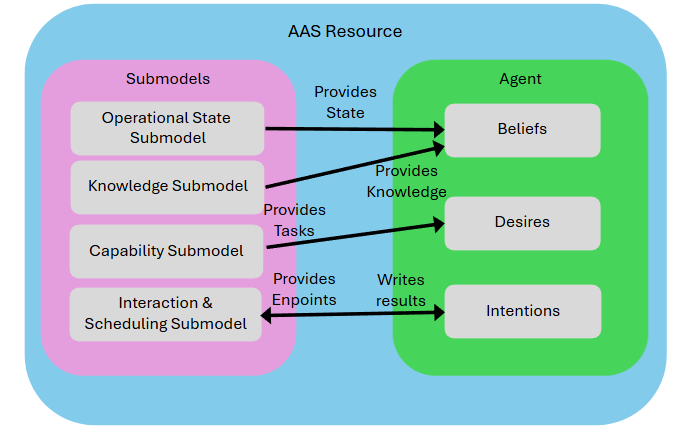 AAS Resource
Submodels
Agent
Provides
State
Operational State
Submodel
Beliefs
Knowledge Submodel
Provides
Knowledge
Provides
Tasks
Capability Submodel
Desires
Provides
Enpoints
Writes
results
Interaction &
Scheduling Submodel
Intentions